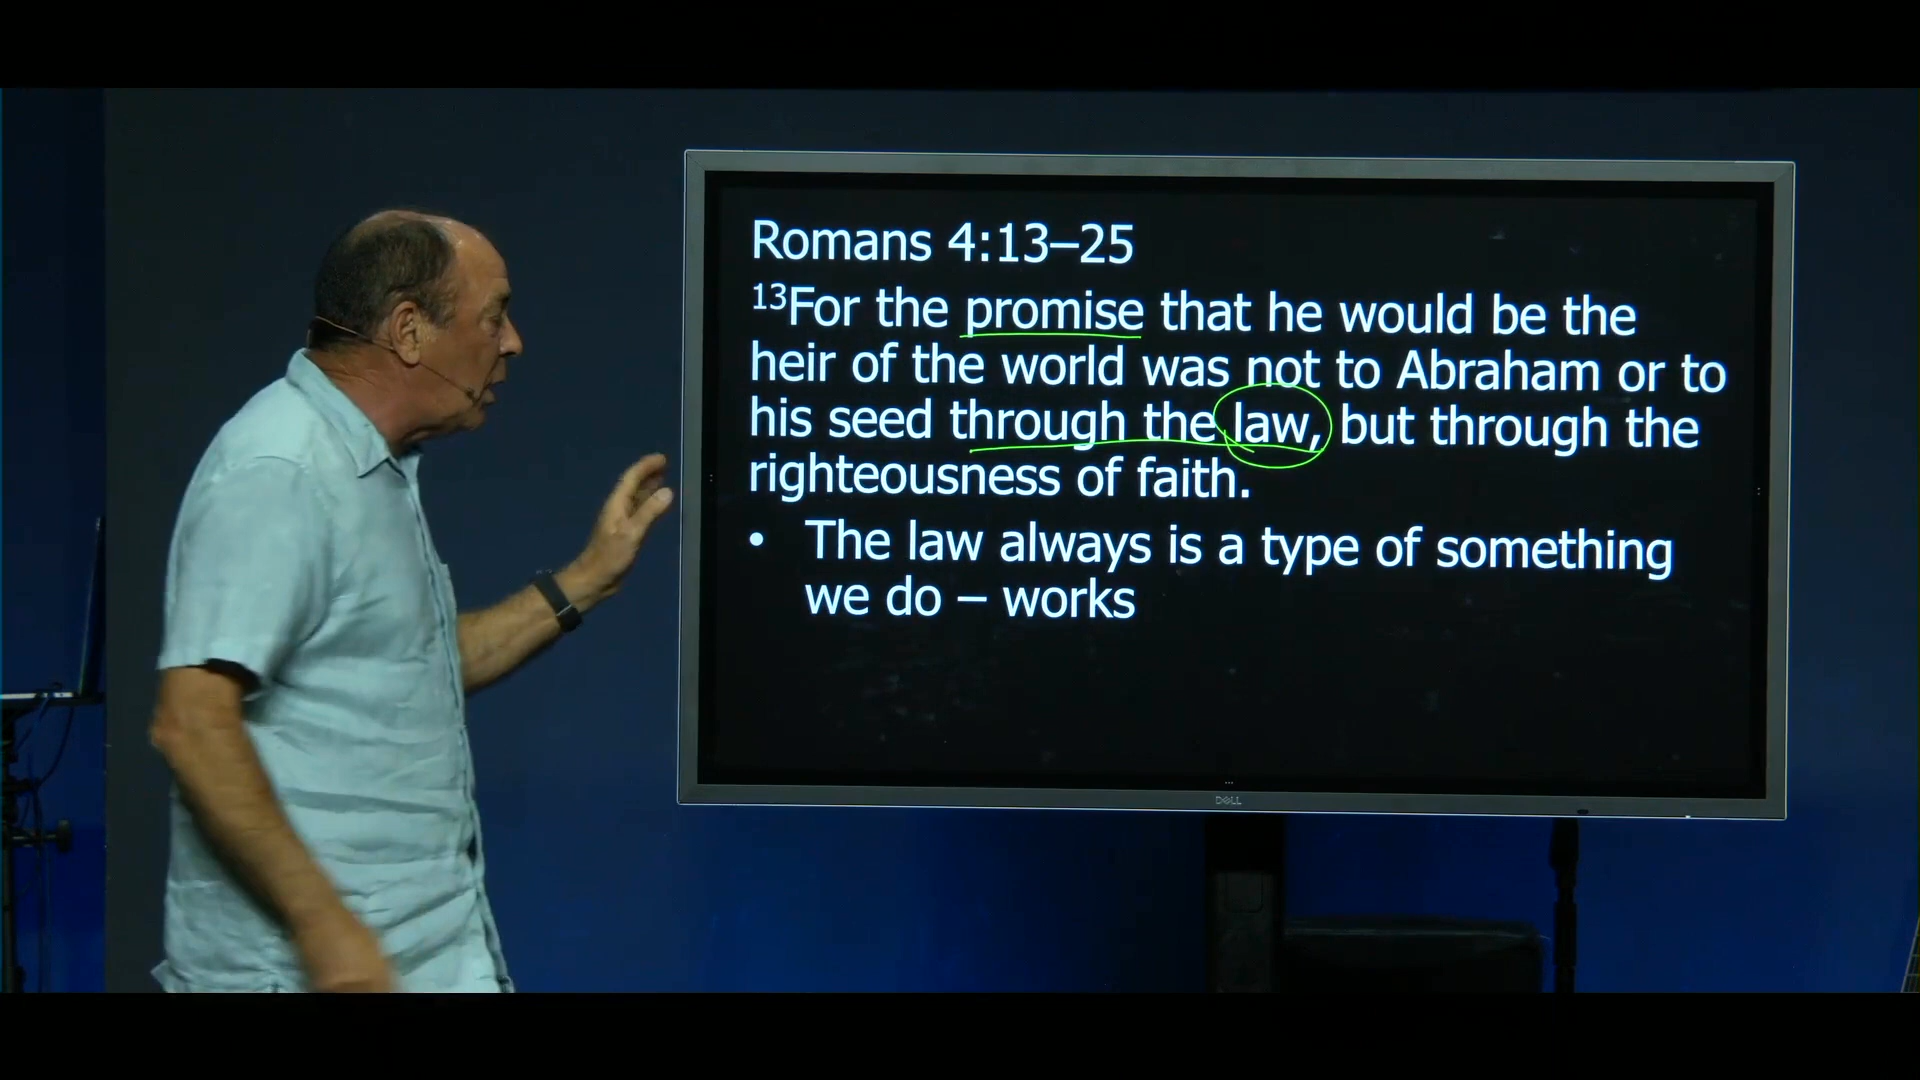 Romans 4:13–25
¹³For the promise that he would be the
heir of the world was not to Abraham or to
his seed through the law, but through the
righteousness of faith.
• The law always is a type of something
we do – works
DELL